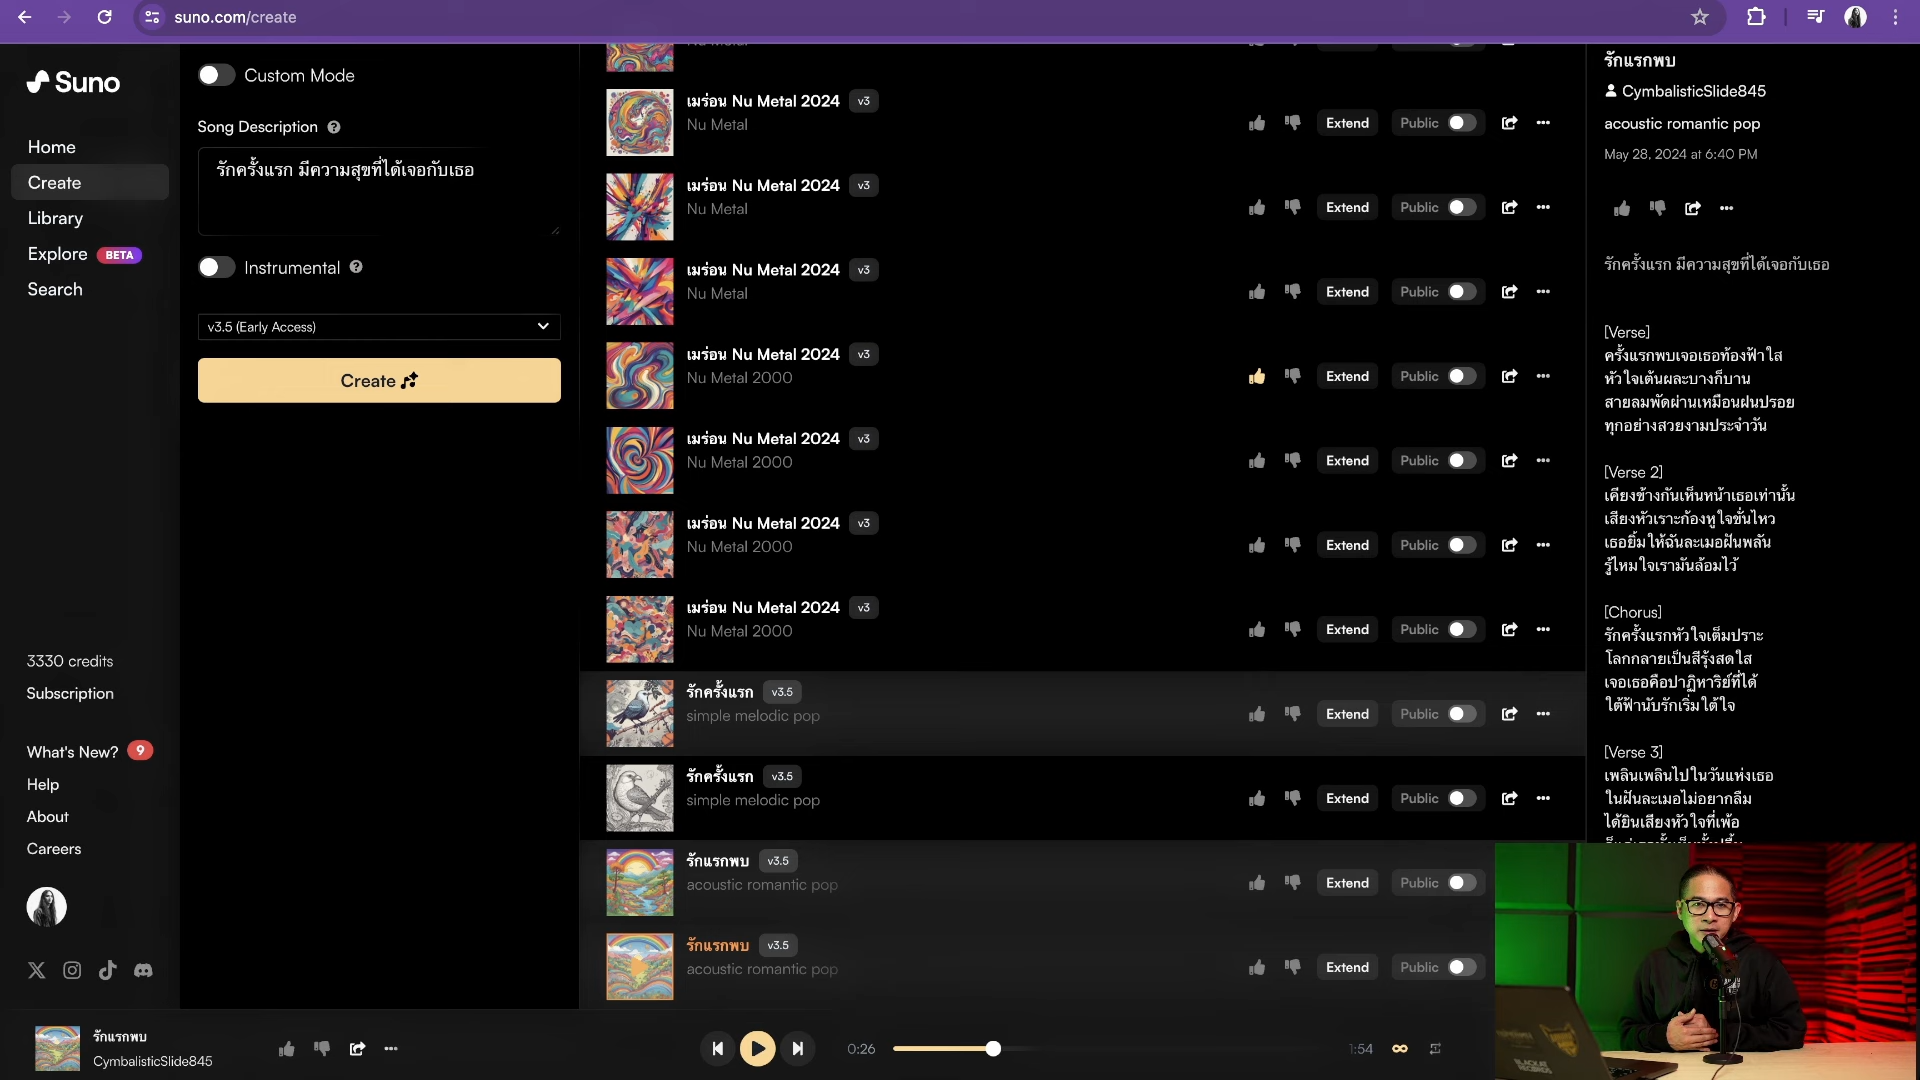 suno.com/create
Suno
Home
Create
Library
Explore BETA
Search
3330 credits
Subscription
What's New? 9
Help
About
Careers
Custom Mode
Song Description
รักครั้งแรก มีความสุขที่ได้เจอกับเธอ
Instrumental
v3.5 (Early Access)
Create
เมร่อน Nu Metal 2024 v3
Nu Metal
Extend Public
เมร่อน Nu Metal 2024 v3
Nu Metal
Extend Public
เมร่อน Nu Metal 2024 v3
Nu Metal
Extend Public
เมร่อน Nu Metal 2024 v3
Nu Metal 2000
Extend Public
เมร่อน Nu Metal 2024 v3
Nu Metal 2000
Extend Public
เมร่อน Nu Metal 2024 v3
Nu Metal 2000
Extend Public
เมร่อน Nu Metal 2024 v3
Nu Metal 2000
Extend Public
รักครั้งแรก v3.5
simple melodic pop
Extend Public
รักครั้งแรก v3.5
simple melodic pop
Extend Public
รักแรกพบ v3.5
acoustic romantic pop
Extend Public
รักแรกพบ v3.5
acoustic romantic pop
Extend Public
รักแรกพบ
CymbalisticSlide845
acoustic romantic pop
May 28, 2024 at 6:40 PM
รักครั้งแรก มีความสุขที่ได้เจอกับเธอ
[Verse]
ครั้งแรกพบเจอเธอท้องฟ้าใส
หัวใจเต้นผละบางก็บาน
สายลมพัดผ่านเหมือนฝนปรอย
ทุกอย่างสวยงามประจำวัน
[Verse 2]
เคียงข้างกันเห็นหน้าเธอเท่านั้น
เสียงหัวเราะก้องหูใจขั่นไหว
เธอยิ้มให้ฉันละเมอฝันพลัน
รู้ไหมใจเรามันล้อมไว้
[Chorus]
รักครั้งแรกหัวใจเต็มปราะ
โลกกลายเป็นสีรุ้งสดใส
เจอเธอคือปาฏิหาริย์ที่ได้
ใต้ฟ้านับรักเริ่มใต้ใจ
[Verse 3]
เพลินเพลินไปในวันแห่งเธอ
ในฝันละเมอไม่อยากลืม
ได้ยินเสียงหัวใจที่เพ้อ
รักแรกพบ
CymbalisticSlide845
0:26
1:54